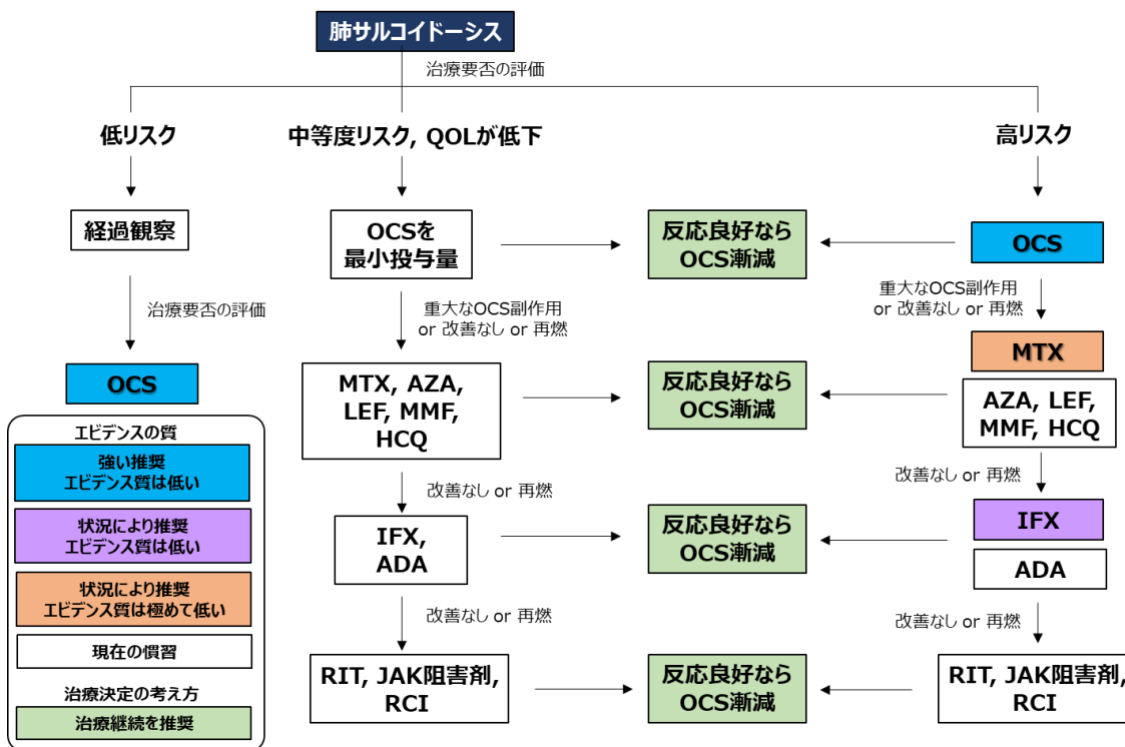 肺サルコイドーシス
治療要否の評価
低リスク
中等度リスク, QOLが低下
高リスク
経過観察
OCSを
最小投与量
反応良好なら
OCS漸減
OCS
治療要否の評価
重大なOCS副作用
or 改善なし or 再燃
重大なOCS副作用
or 改善なし or 再燃
OCS
MTX, AZA,
LEF, MMF,
HCQ
反応良好なら
OCS漸減
MTX
AZA, LEF,
MMF, HCQ
改善なし or 再燃
改善なし or 再燃
IFX,
ADA
反応良好なら
OCS漸減
IFX
ADA
改善なし or 再燃
改善なし or 再燃
RIT, JAK阻害剤,
RCI
反応良好なら
OCS漸減
RIT, JAK阻害剤,
RCI
エビデンスの質
強い推奨
エビデンス質は低い
状況により推奨
エビデンス質は低い
状況により推奨
エビデンス質は極めて低い
現在の慣習
治療決定の考え方
治療継続を推奨